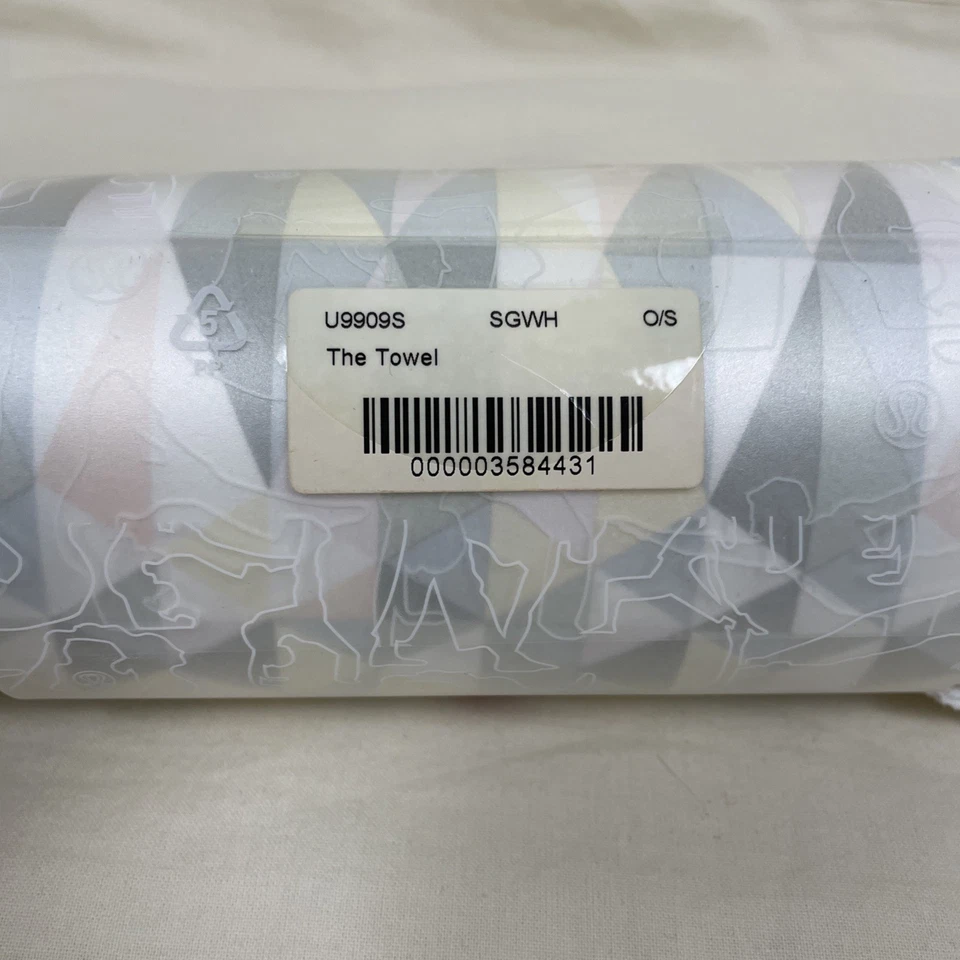 U9909S SGWH O/S
The Towel
000003584431
5
PP